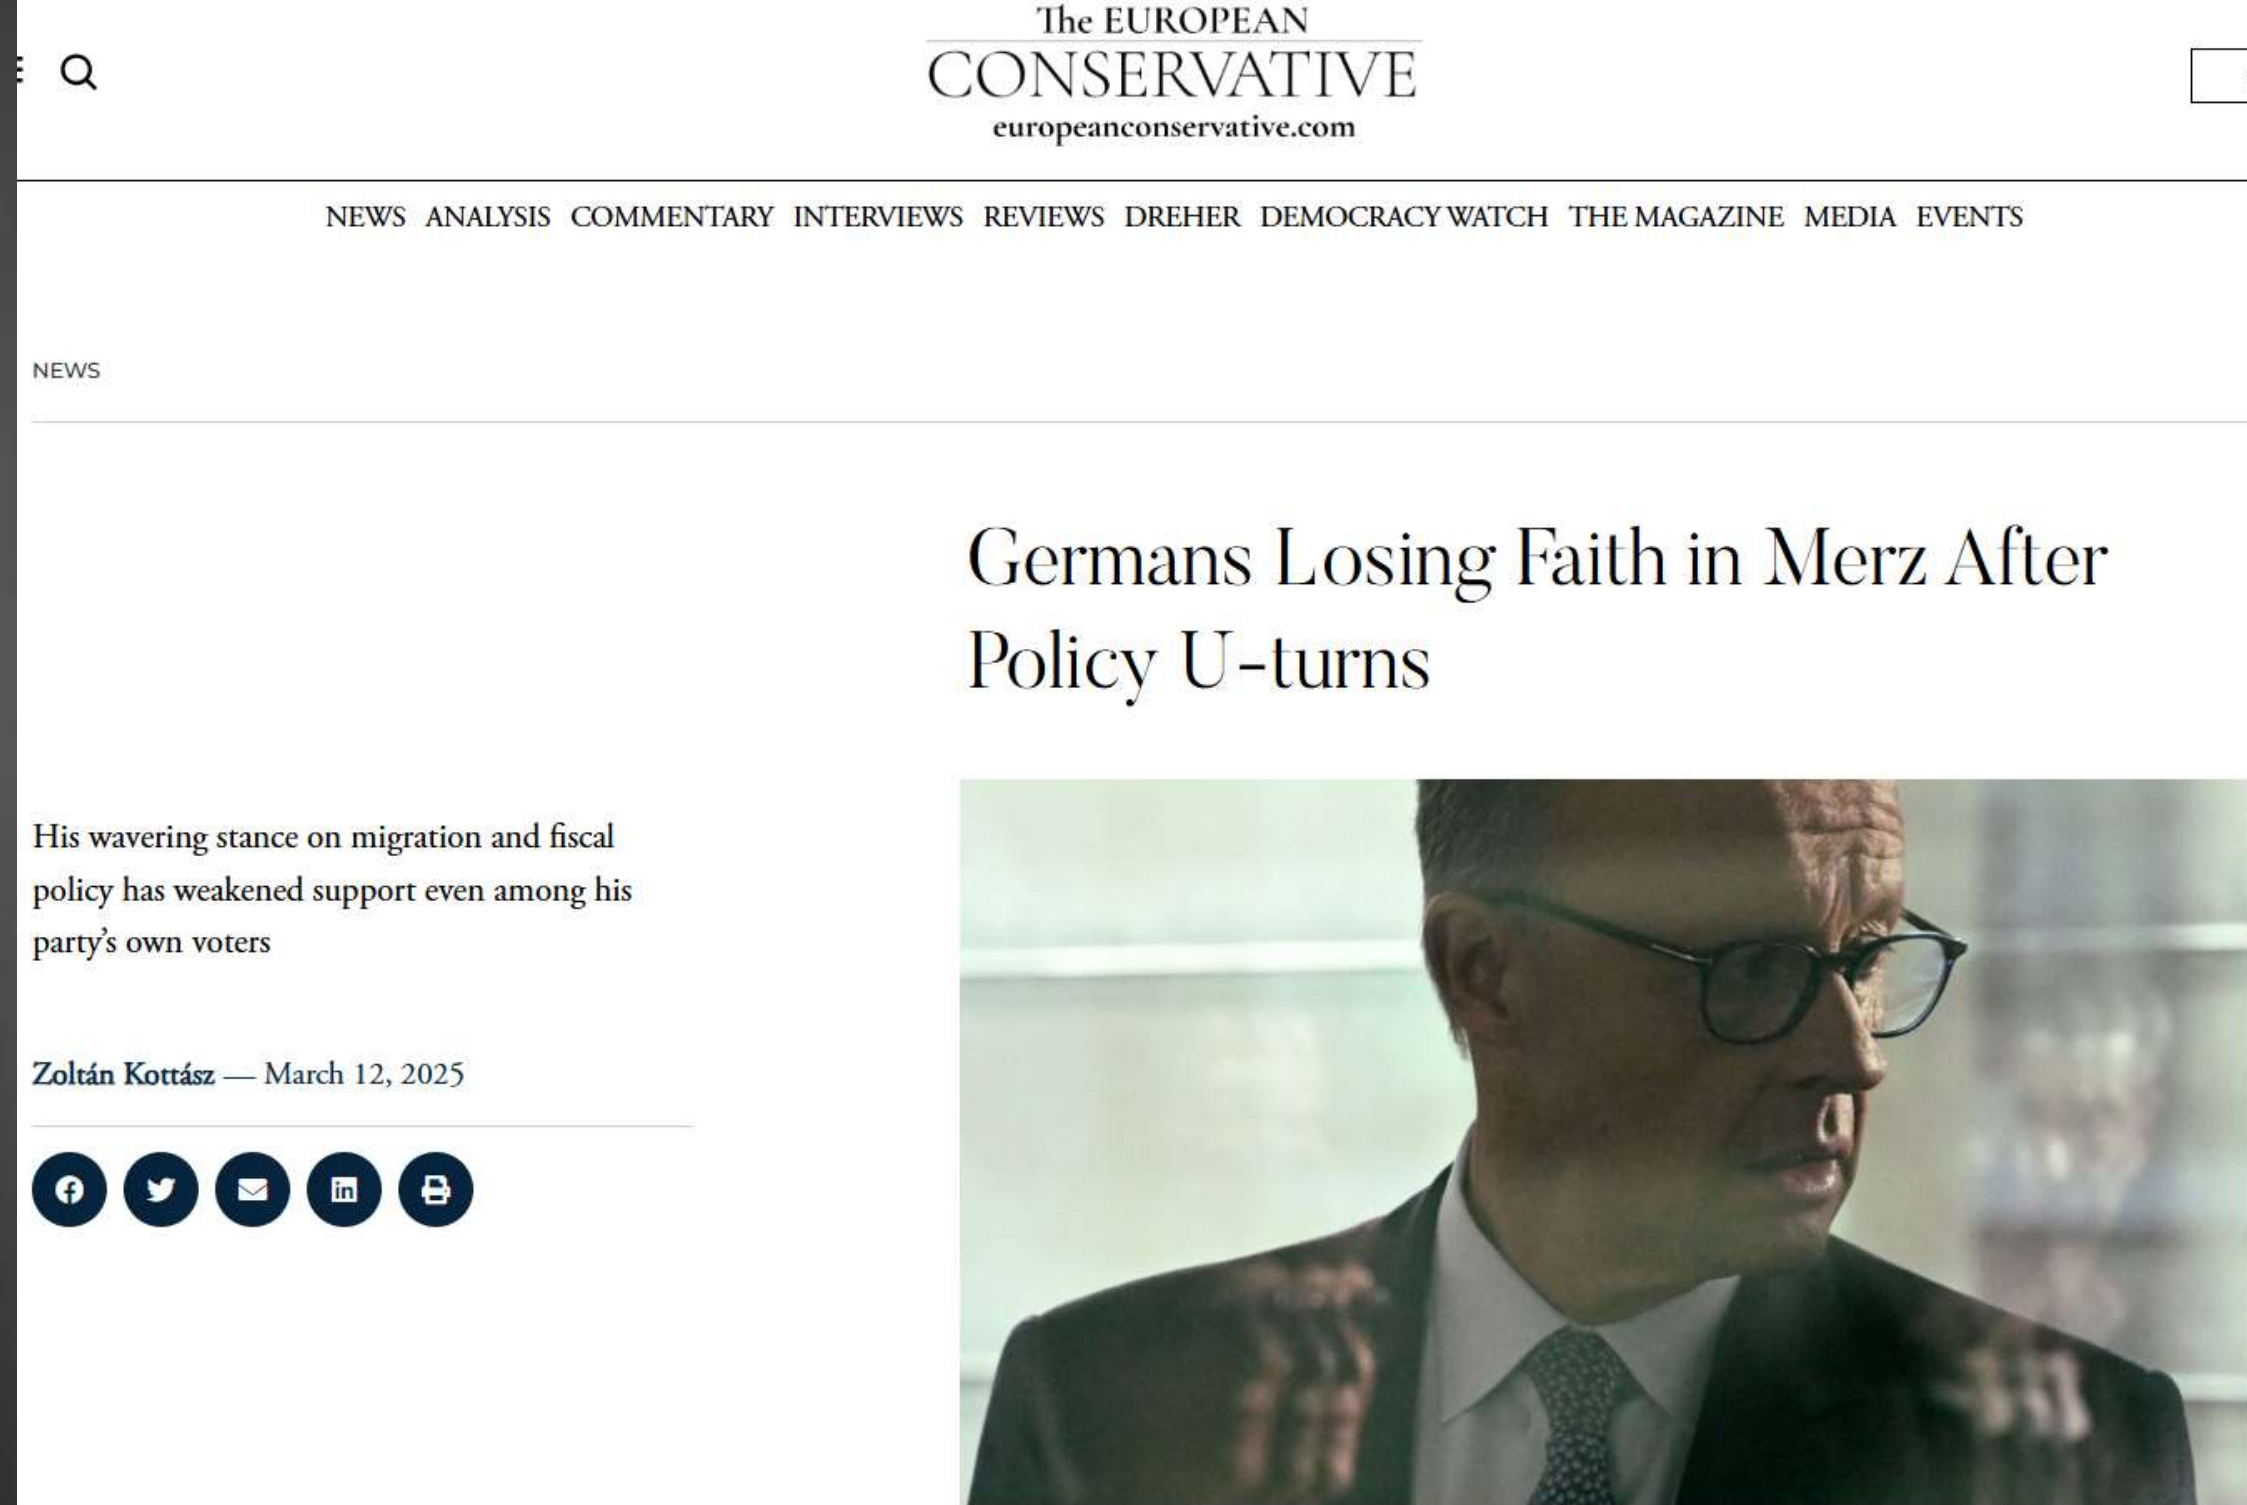 The EUROPEAN
CONSERVATIVE
europeanconservative.com
NEWS ANALYSIS COMMENTARY INTERVIEWS REVIEWS DREHER DEMOCRACY WATCH THE MAGAZINE MEDIA EVENTS
NEWS
Germans Losing Faith in Merz After
Policy U-turns
His wavering stance on migration and fiscal
policy has weakened support even among his
party’s own voters
Zoltán Kottász — March 12, 2025